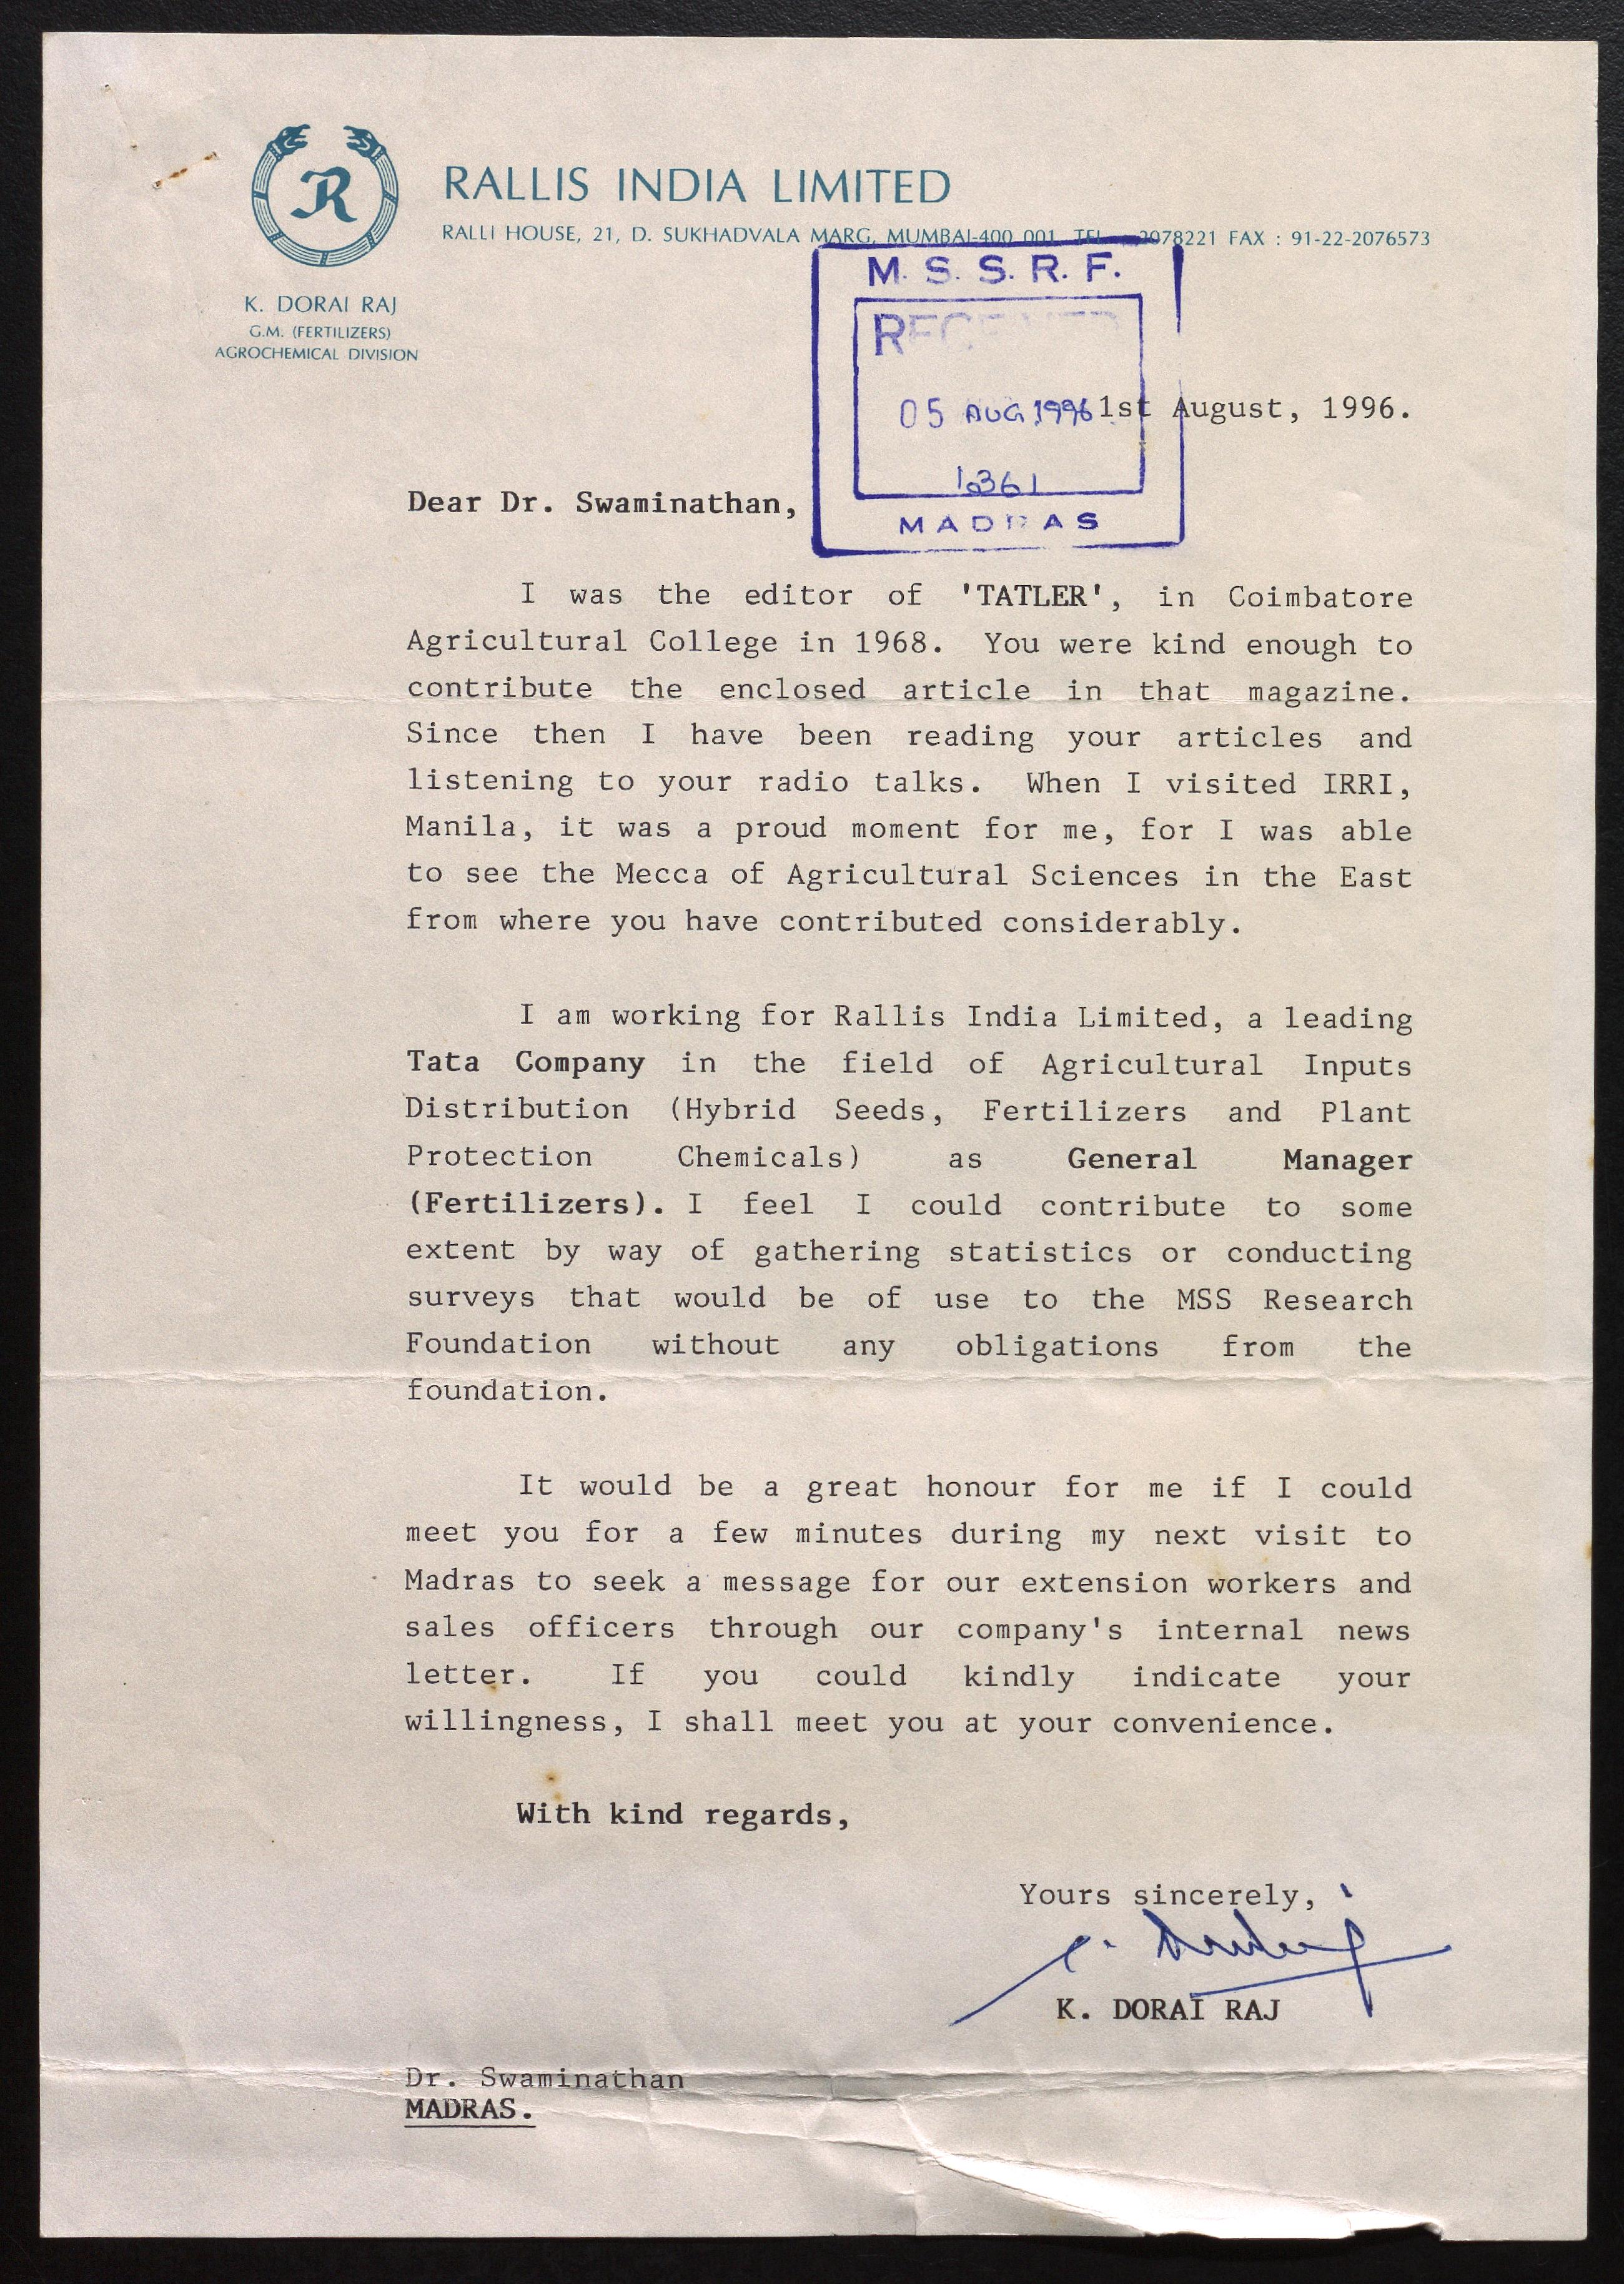 R
RALLIS INDIA LIMITED
RALLI HOUSE, 21, D. SUKHADVALA MARG, MUMBAI-400 001. TEL : 2078221 FAX : 91-22-2076573
K. DORAI RAJ
G.M. (FERTILIZERS)
AGROCHEMICAL DIVISION
M. S. S. R. F.
RECEIVED
05 AUG 1996
1361
MADRAS
1st August, 1996.
Dear Dr. Swaminathan,
I was the editor of 'TATLER', in Coimbatore
Agricultural College in 1968. You were kind enough to
contribute the enclosed article in that magazine.
Since then I have been reading your articles and
listening to your radio talks. When I visited IRRI,
Manila, it was a proud moment for me, for I was able
to see the Mecca of Agricultural Sciences in the East
from where you have contributed considerably.
I am working for Rallis India Limited, a leading
Tata Company in the field of Agricultural Inputs
Distribution (Hybrid Seeds, Fertilizers and Plant
Protection Chemicals) as General Manager
(Fertilizers). I feel I could contribute to some
extent by way of gathering statistics or conducting
surveys that would be of use to the MSS Research
Foundation without any obligations from the
foundation.
It would be a great honour for me if I could
meet you for a few minutes during my next visit to
Madras to seek a message for our extension workers and
sales officers through our company's internal news
letter. If you could kindly indicate your
willingness, I shall meet you at your convenience.
With kind regards,
Yours sincerely,
K. DORAI RAJ
Dr. Swaminathan
MADRAS.